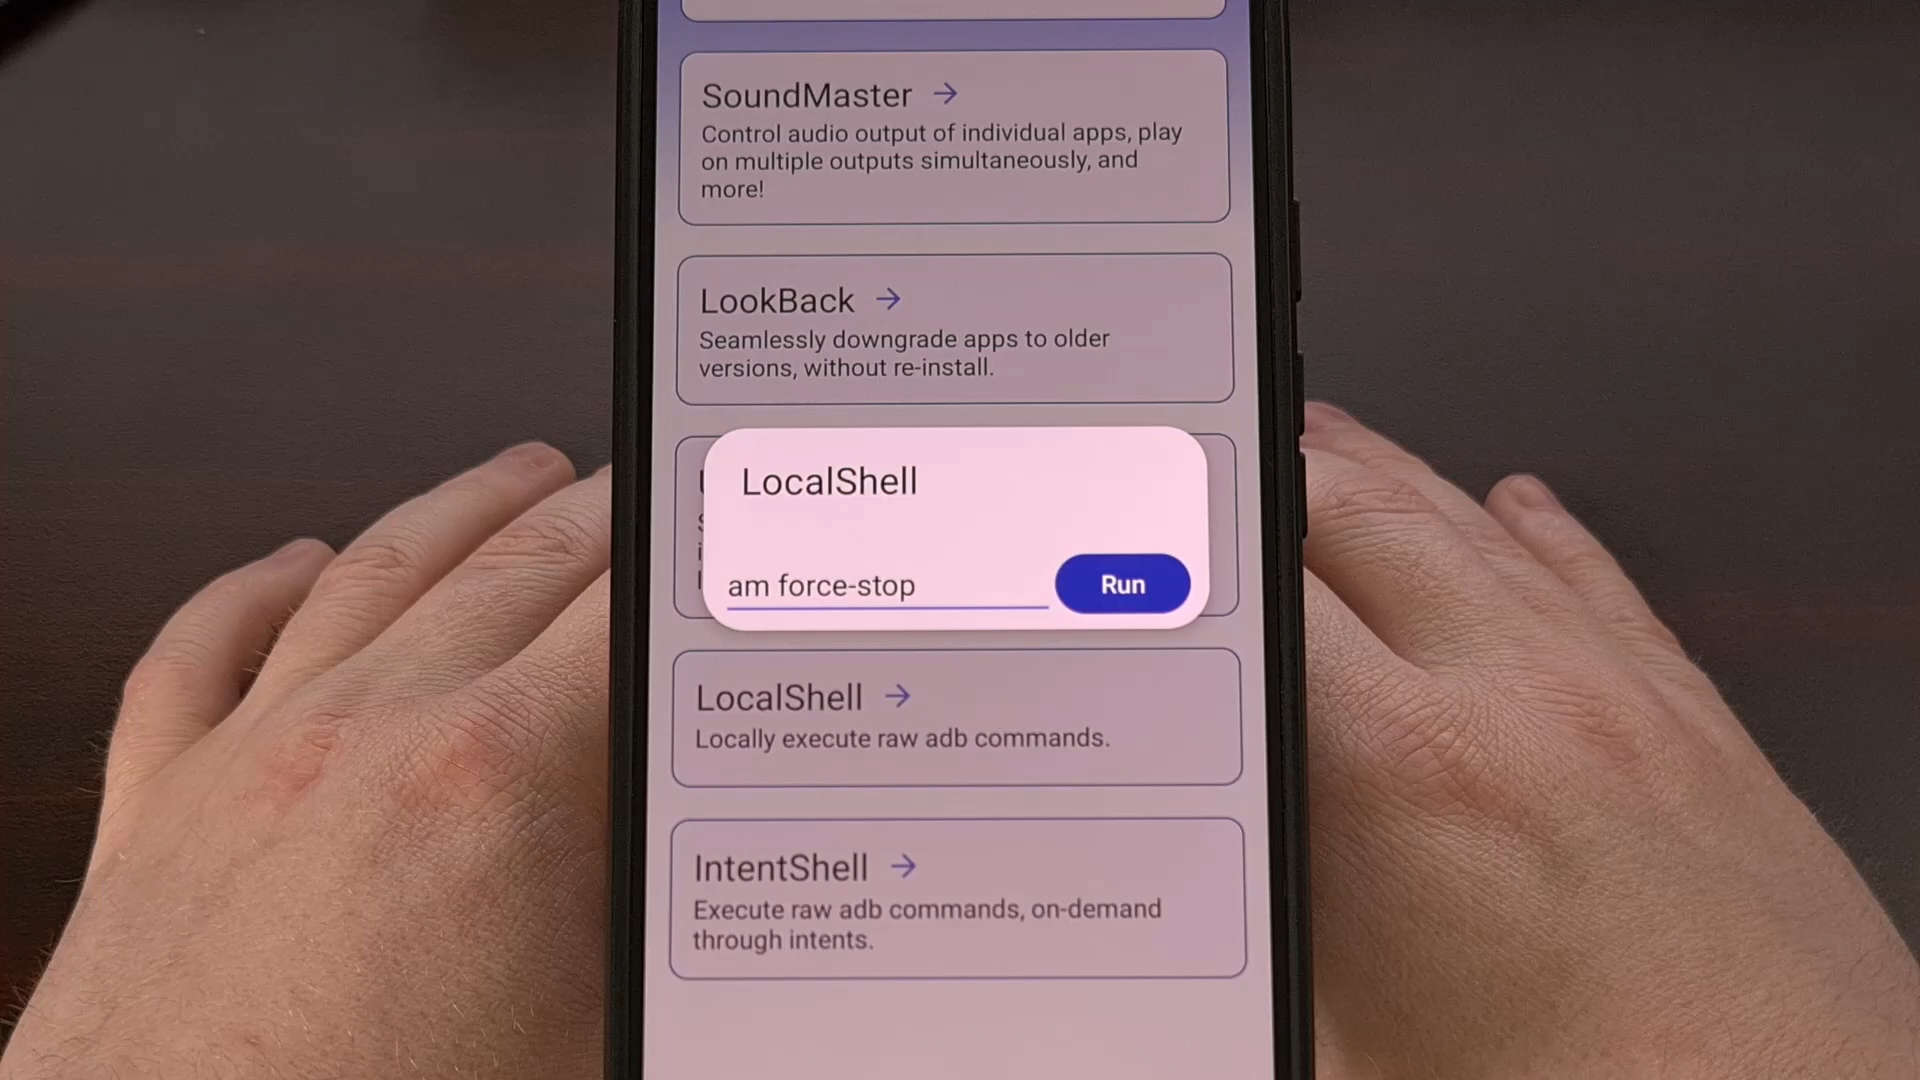 SoundMaster →
Control audio output of individual apps, play
on multiple outputs simultaneously, and
more!
LookBack →
Seamlessly downgrade apps to older
versions, without re-install.
LocalShell
am force-stop
Run
LocalShell →
Locally execute raw adb commands.
IntentShell →
Execute raw adb commands, on-demand
through intents.